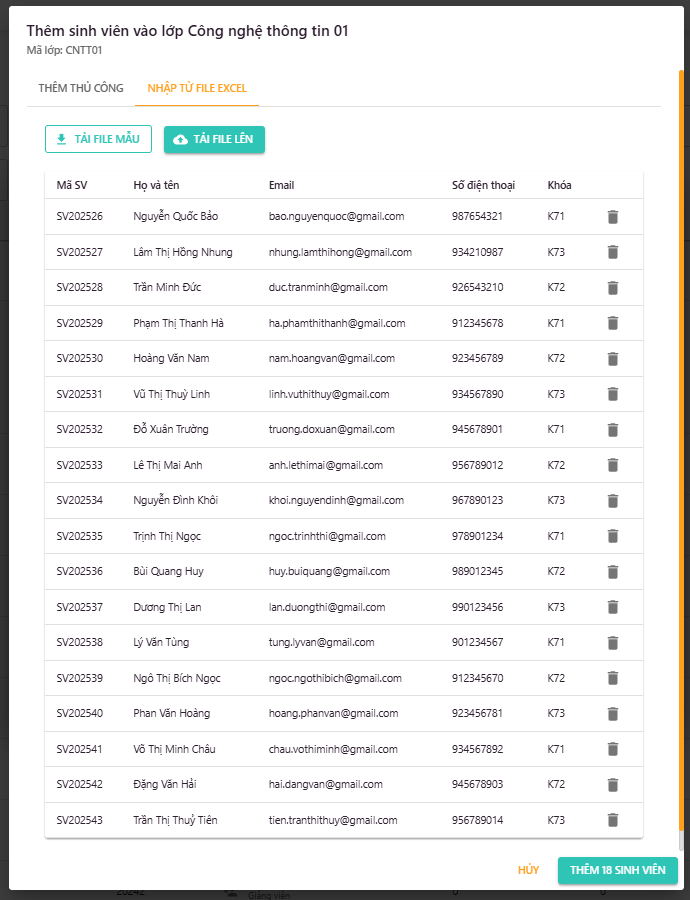 Thêm sinh viên vào lớp Công nghệ thông tin 01
Mã lớp: CNTT01
THÊM THỦ CÔNG NHẬP TỪ FILE EXCEL
TẢI FILE MẪU TẢI FILE LÊN
Mã SV Họ và tên Email Số điện thoại Khóa
SV202526 Nguyễn Quốc Bảo bao.nguyenquoc@gmail.com 987654321 K71
SV202527 Lâm Thị Hồng Nhung nhung.lamthihong@gmail.com 934210987 K73
SV202528 Trần Minh Đức duc.tranminh@gmail.com 926543210 K72
SV202529 Phạm Thị Thanh Hà ha.phamthithanh@gmail.com 912345678 K71
SV202530 Hoàng Văn Nam nam.hoangvan@gmail.com 923456789 K72
SV202531 Vũ Thị Thuỳ Linh linh.vuthithuy@gmail.com 934567890 K73
SV202532 Đỗ Xuân Trường truong.doxuan@gmail.com 945678901 K71
SV202533 Lê Thị Mai Anh anh.lethimai@gmail.com 956789012 K72
SV202534 Nguyễn Đình Khôi khoi.nguyendinh@gmail.com 967890123 K73
SV202535 Trịnh Thị Ngọc ngoc.trinhthi@gmail.com 978901234 K71
SV202536 Bùi Quang Huy huy.buiquang@gmail.com 989012345 K72
SV202537 Dương Thị Lan lan.duongthi@gmail.com 990123456 K73
SV202538 Lý Văn Tùng tung.lyvan@gmail.com 901234567 K71
SV202539 Ngô Thị Bích Ngọc ngoc.ngothibich@gmail.com 912345670 K72
SV202540 Phan Văn Hoàng hoang.phanvan@gmail.com 923456781 K73
SV202541 Võ Thị Minh Châu chau.vothiminh@gmail.com 934567892 K71
SV202542 Đặng Văn Hải hai.dangvan@gmail.com 945678903 K72
SV202543 Trần Thị Thuỷ Tiên tien.tranthithuy@gmail.com 956789014 K73
HỦY THÊM 18 SINH VIÊN
20242 Giảng viên